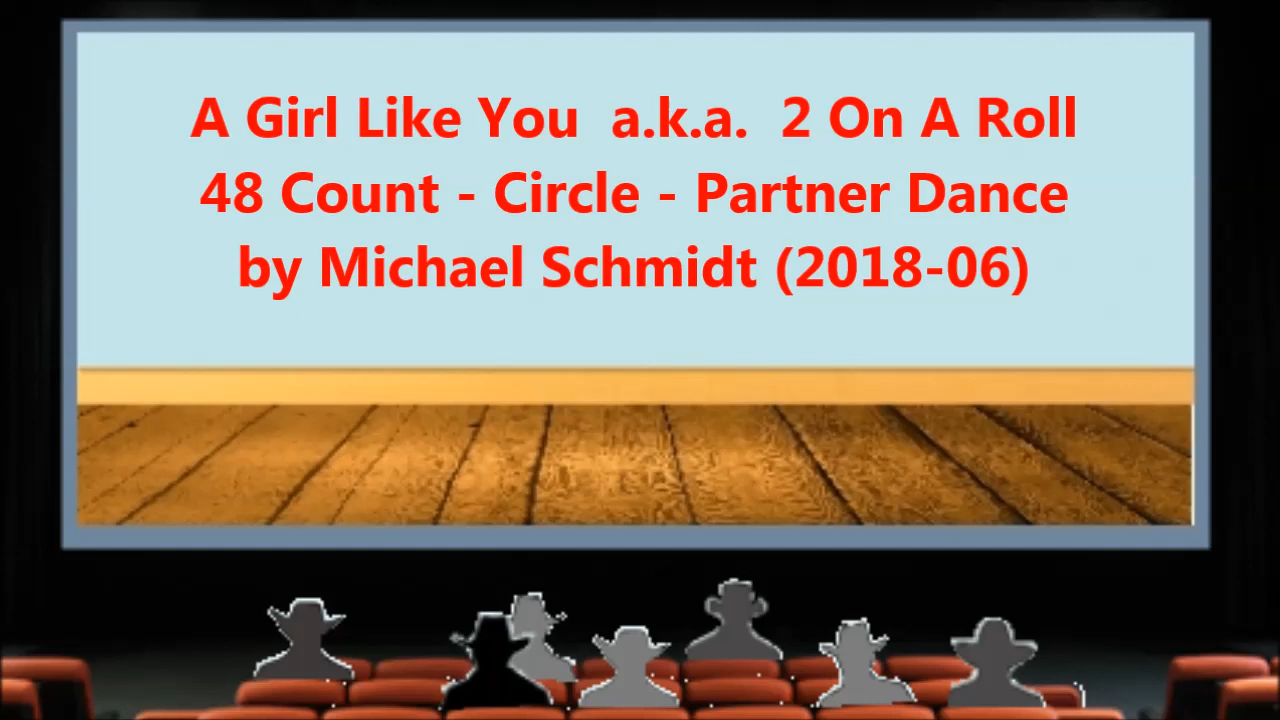 A Girl Like You a.k.a. 2 On A Roll
48 Count - Circle - Partner Dance
by Michael Schmidt (2018-06)